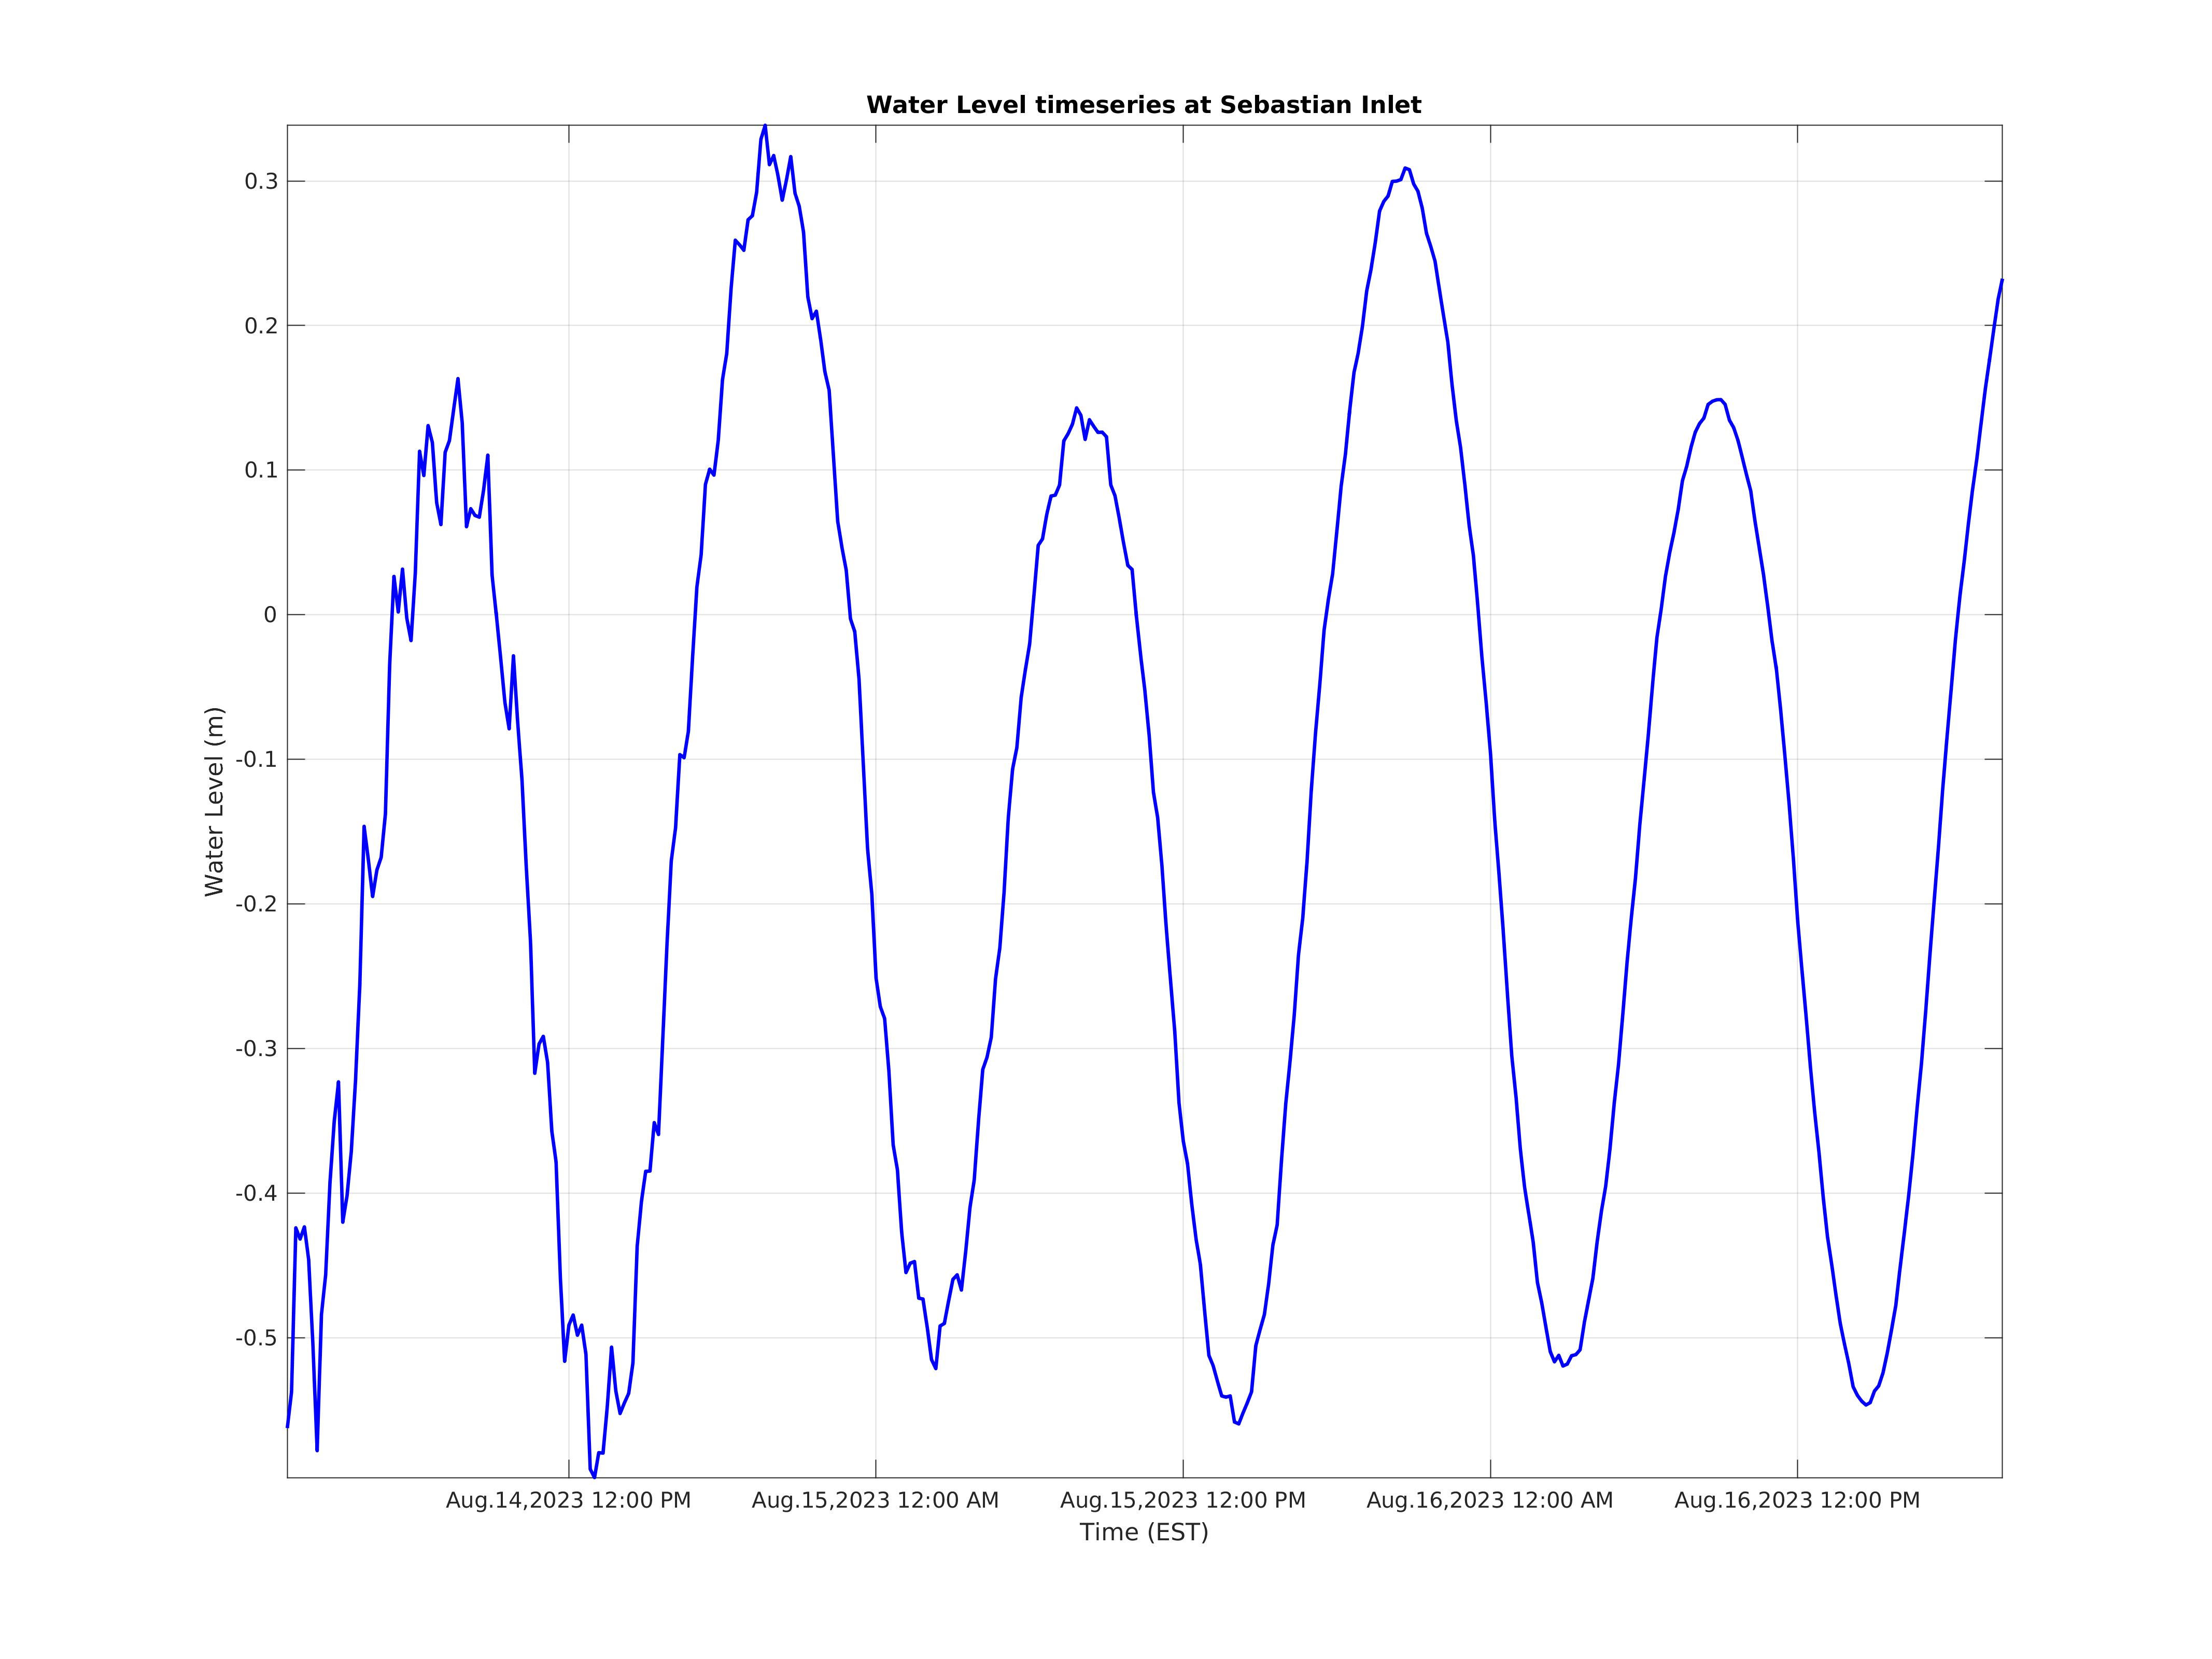 Water Level timeseries at Sebastian Inlet
0.3
0.2
0.1
0
-0.1
-0.2
-0.3
-0.4
-0.5
Water Level (m)
Aug.14,2023 12:00 PM
Aug.15,2023 12:00 AM
Aug.15,2023 12:00 PM
Aug.16,2023 12:00 AM
Aug.16,2023 12:00 PM
Time (EST)